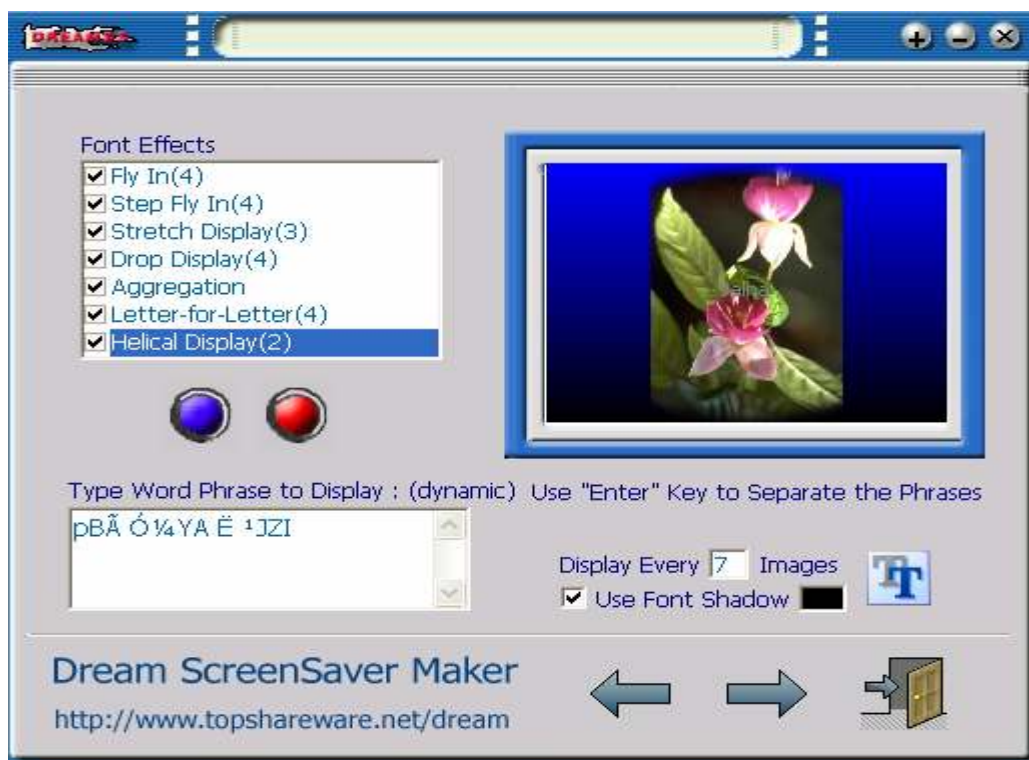 Font Effects
Fly In(4)
Step Fly In(4)
Stretch Display(3)
Drop Display(4)
Aggregation
Letter-for-Letter(4)
Helical Display(2)
Type Word Phrase to Display : (dynamic) Use "Enter" Key to Separate the Phrases
pBÃ Ó¼YA Ë ¹JZI
Display Every 7 Images
Use Font Shadow
Dream ScreenSaver Maker
http://www.topshareware.net/dream